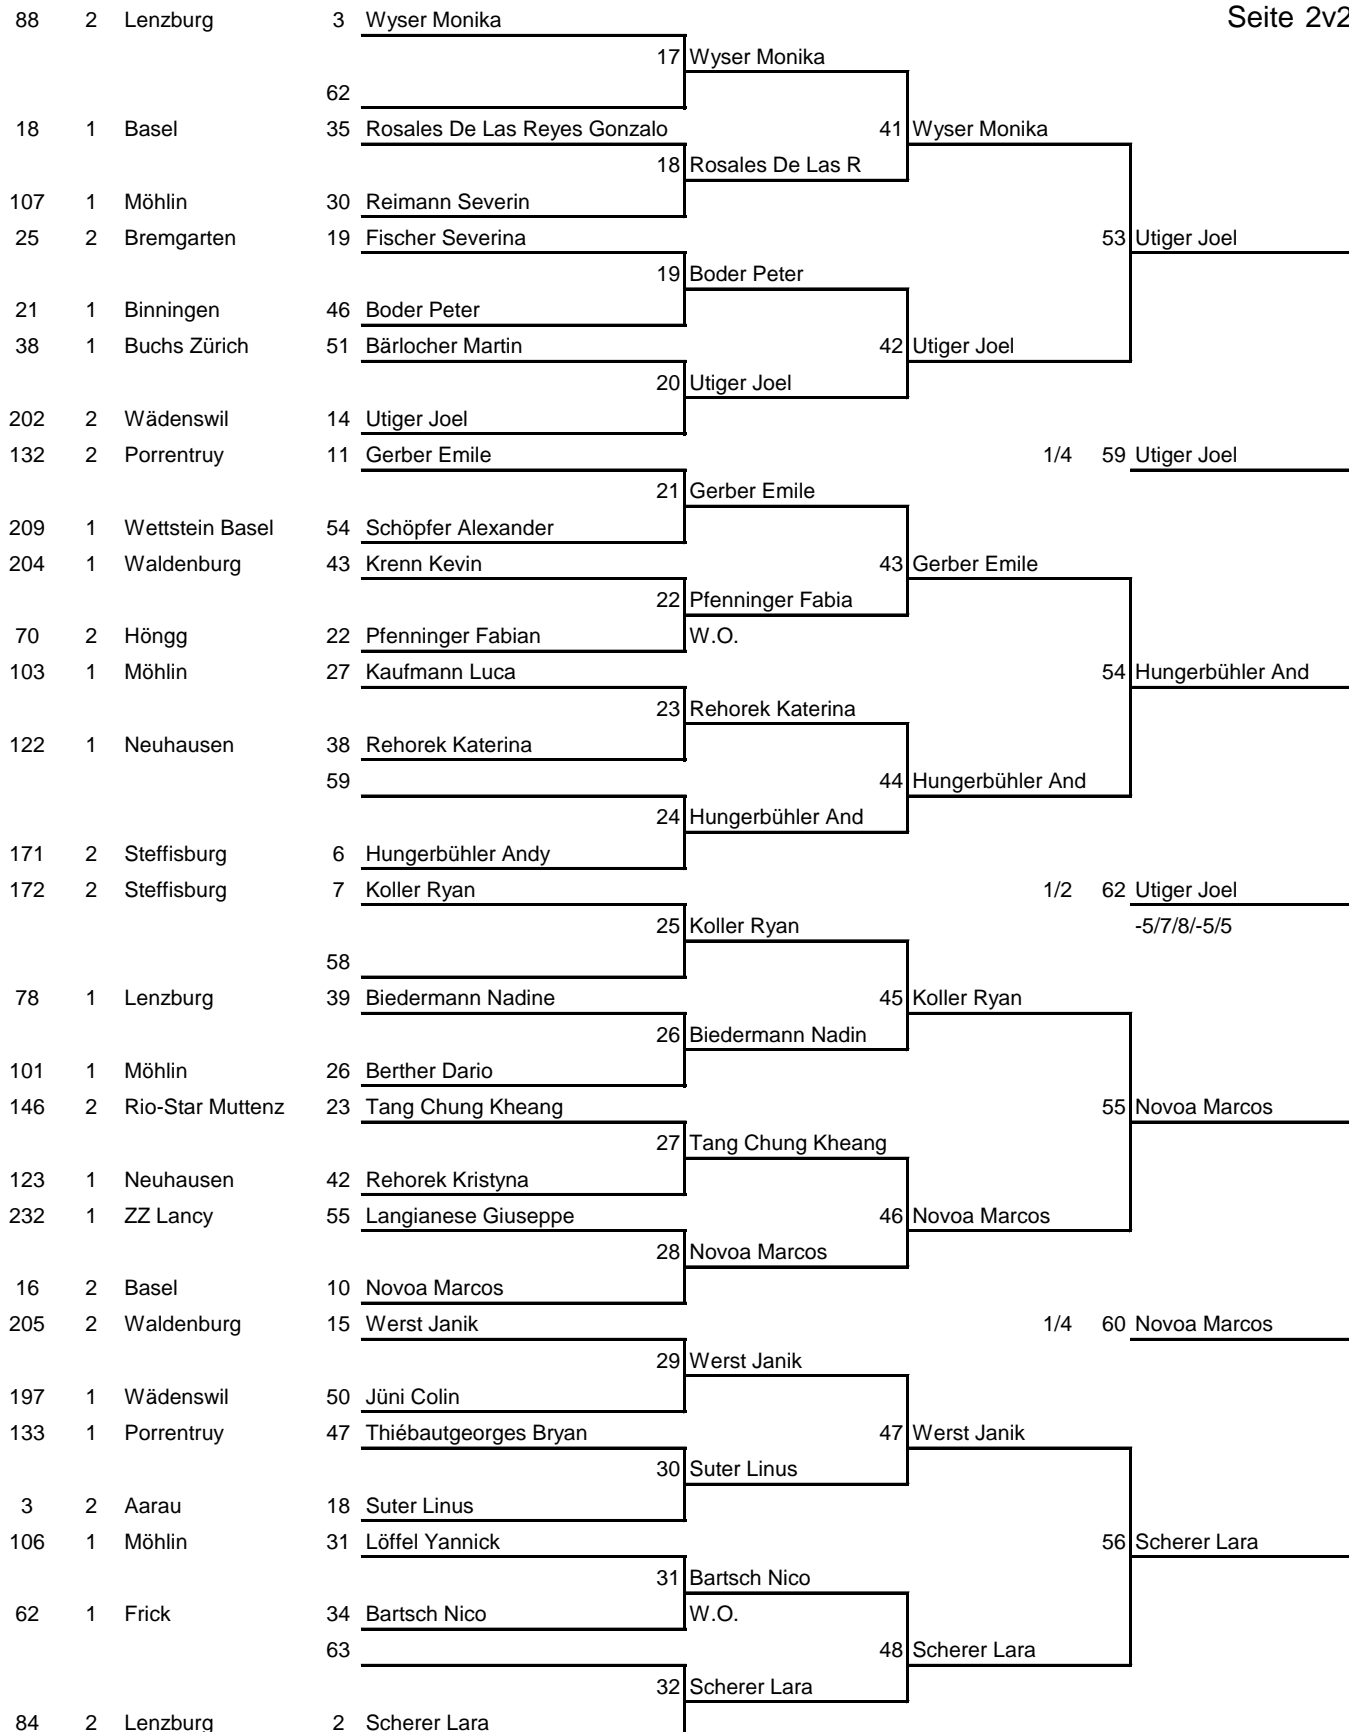 88 2 Lenzburg 3 Wyser Monika Seite 2v2
17 Wyser Monika
62
18 1 Basel 35 Rosales De Las Reyes Gonzalo 41 Wyser Monika
18 Rosales De Las R
107 1 Möhlin 30 Reimann Severin
25 2 Bremgarten 19 Fischer Severina 53 Utiger Joel
19 Boder Peter
21 1 Binningen 46 Boder Peter
38 1 Buchs Zürich 51 Bärlocher Martin 42 Utiger Joel
20 Utiger Joel
202 2 Wädenswil 14 Utiger Joel
132 2 Porrentruy 11 Gerber Emile 1/4 59 Utiger Joel
21 Gerber Emile
209 1 Wettstein Basel 54 Schöpfer Alexander
204 1 Waldenburg 43 Krenn Kevin 43 Gerber Emile
22 Pfenninger Fabia
70 2 Höngg 22 Pfenninger Fabian W.O.
103 1 Möhlin 27 Kaufmann Luca 54 Hungerbühler And
23 Rehorek Katerina
122 1 Neuhausen 38 Rehorek Katerina
59 44 Hungerbühler And
24 Hungerbühler And
171 2 Steffisburg 6 Hungerbühler Andy
172 2 Steffisburg 7 Koller Ryan 1/2 62 Utiger Joel
25 Koller Ryan -5/7/8/-5/5
58
78 1 Lenzburg 39 Biedermann Nadine 45 Koller Ryan
26 Biedermann Nadin
101 1 Möhlin 26 Berther Dario
146 2 Rio-Star Muttenz 23 Tang Chung Kheang 55 Novoa Marcos
27 Tang Chung Kheang
123 1 Neuhausen 42 Rehorek Kristyna
232 1 ZZ Lancy 55 Langianese Giuseppe 46 Novoa Marcos
28 Novoa Marcos
16 2 Basel 10 Novoa Marcos
205 2 Waldenburg 15 Werst Janik 1/4 60 Novoa Marcos
29 Werst Janik
197 1 Wädenswil 50 Jüni Colin
133 1 Porrentruy 47 Thiébautgeorges Bryan 47 Werst Janik
30 Suter Linus
3 2 Aarau 18 Suter Linus
106 1 Möhlin 31 Löffel Yannick 56 Scherer Lara
31 Bartsch Nico
62 1 Frick 34 Bartsch Nico W.O.
63 48 Scherer Lara
32 Scherer Lara
84 2 Lenzburg 2 Scherer Lara